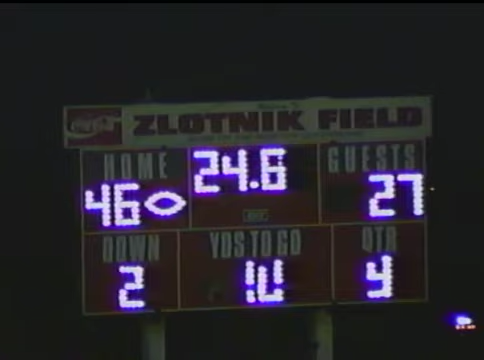 ZLOTNIK FIELD
HOME 24.6 GUESTS
46 27
DOWN YDS TO GO QTR
2 10 4